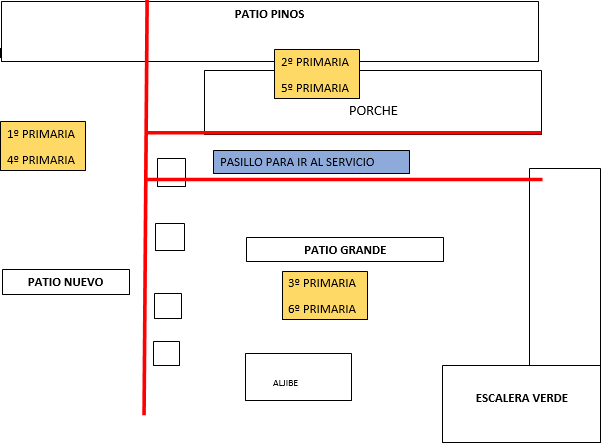 PATIO PINOS
2º PRIMARIA
5º PRIMARIA
PORCHE
1º PRIMARIA
4º PRIMARIA
PASILLO PARA IR AL SERVICIO
PATIO GRANDE
PATIO NUEVO
3º PRIMARIA
6º PRIMARIA
ALJIBE
ESCALERA VERDE